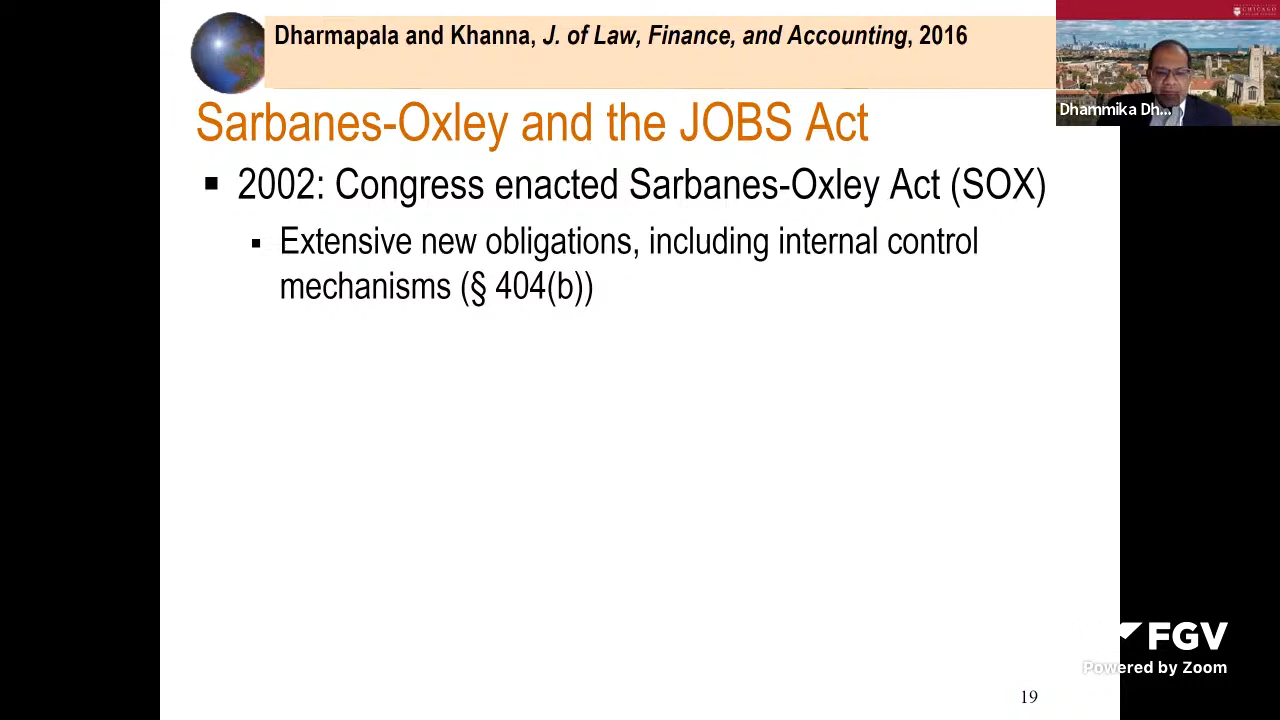 Dharmapala and Khanna, J. of Law, Finance, and Accounting, 2016
CHICAGO
Dhammika Dh...
Sarbanes-Oxley and the JOBS Act
▪ 2002: Congress enacted Sarbanes-Oxley Act (SOX)
▪ Extensive new obligations, including internal control
mechanisms (§ 404(b))
FGV
Powered by Zoom
19